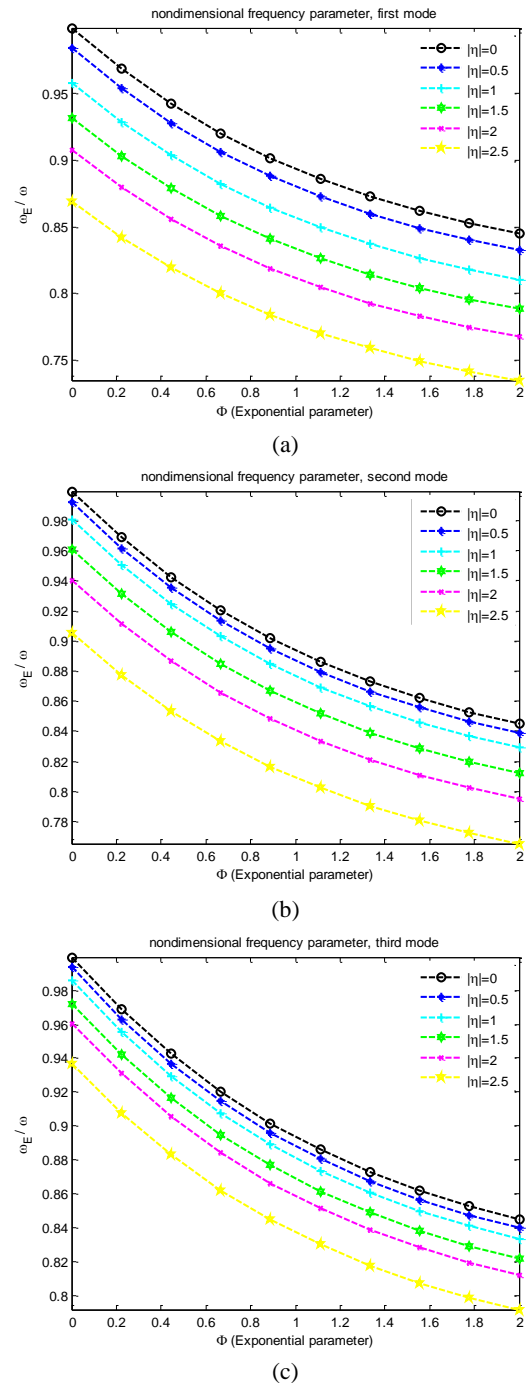 nondimensional frequency parameter, first mode
|η|=0
|η|=0.5
|η|=1
|η|=1.5
|η|=2
|η|=2.5
0.95
0.9
0.85
0.8
0.75
ω_E / ω
0 0.2 0.4 0.6 0.8 1 1.2 1.4 1.6 1.8 2
Φ (Exponential parameter)
(a)
nondimensional frequency parameter, second mode
|η|=0
|η|=0.5
|η|=1
|η|=1.5
|η|=2
|η|=2.5
0.98
0.96
0.94
0.92
0.9
0.88
0.86
0.84
0.82
0.8
0.78
ω_E / ω
0 0.2 0.4 0.6 0.8 1 1.2 1.4 1.6 1.8 2
Φ (Exponential parameter)
(b)
nondimensional frequency parameter, third mode
|η|=0
|η|=0.5
|η|=1
|η|=1.5
|η|=2
|η|=2.5
0.98
0.96
0.94
0.92
0.9
0.88
0.86
0.84
0.82
0.8
ω_E / ω
0 0.2 0.4 0.6 0.8 1 1.2 1.4 1.6 1.8 2
Φ (Exponential parameter)
(c)